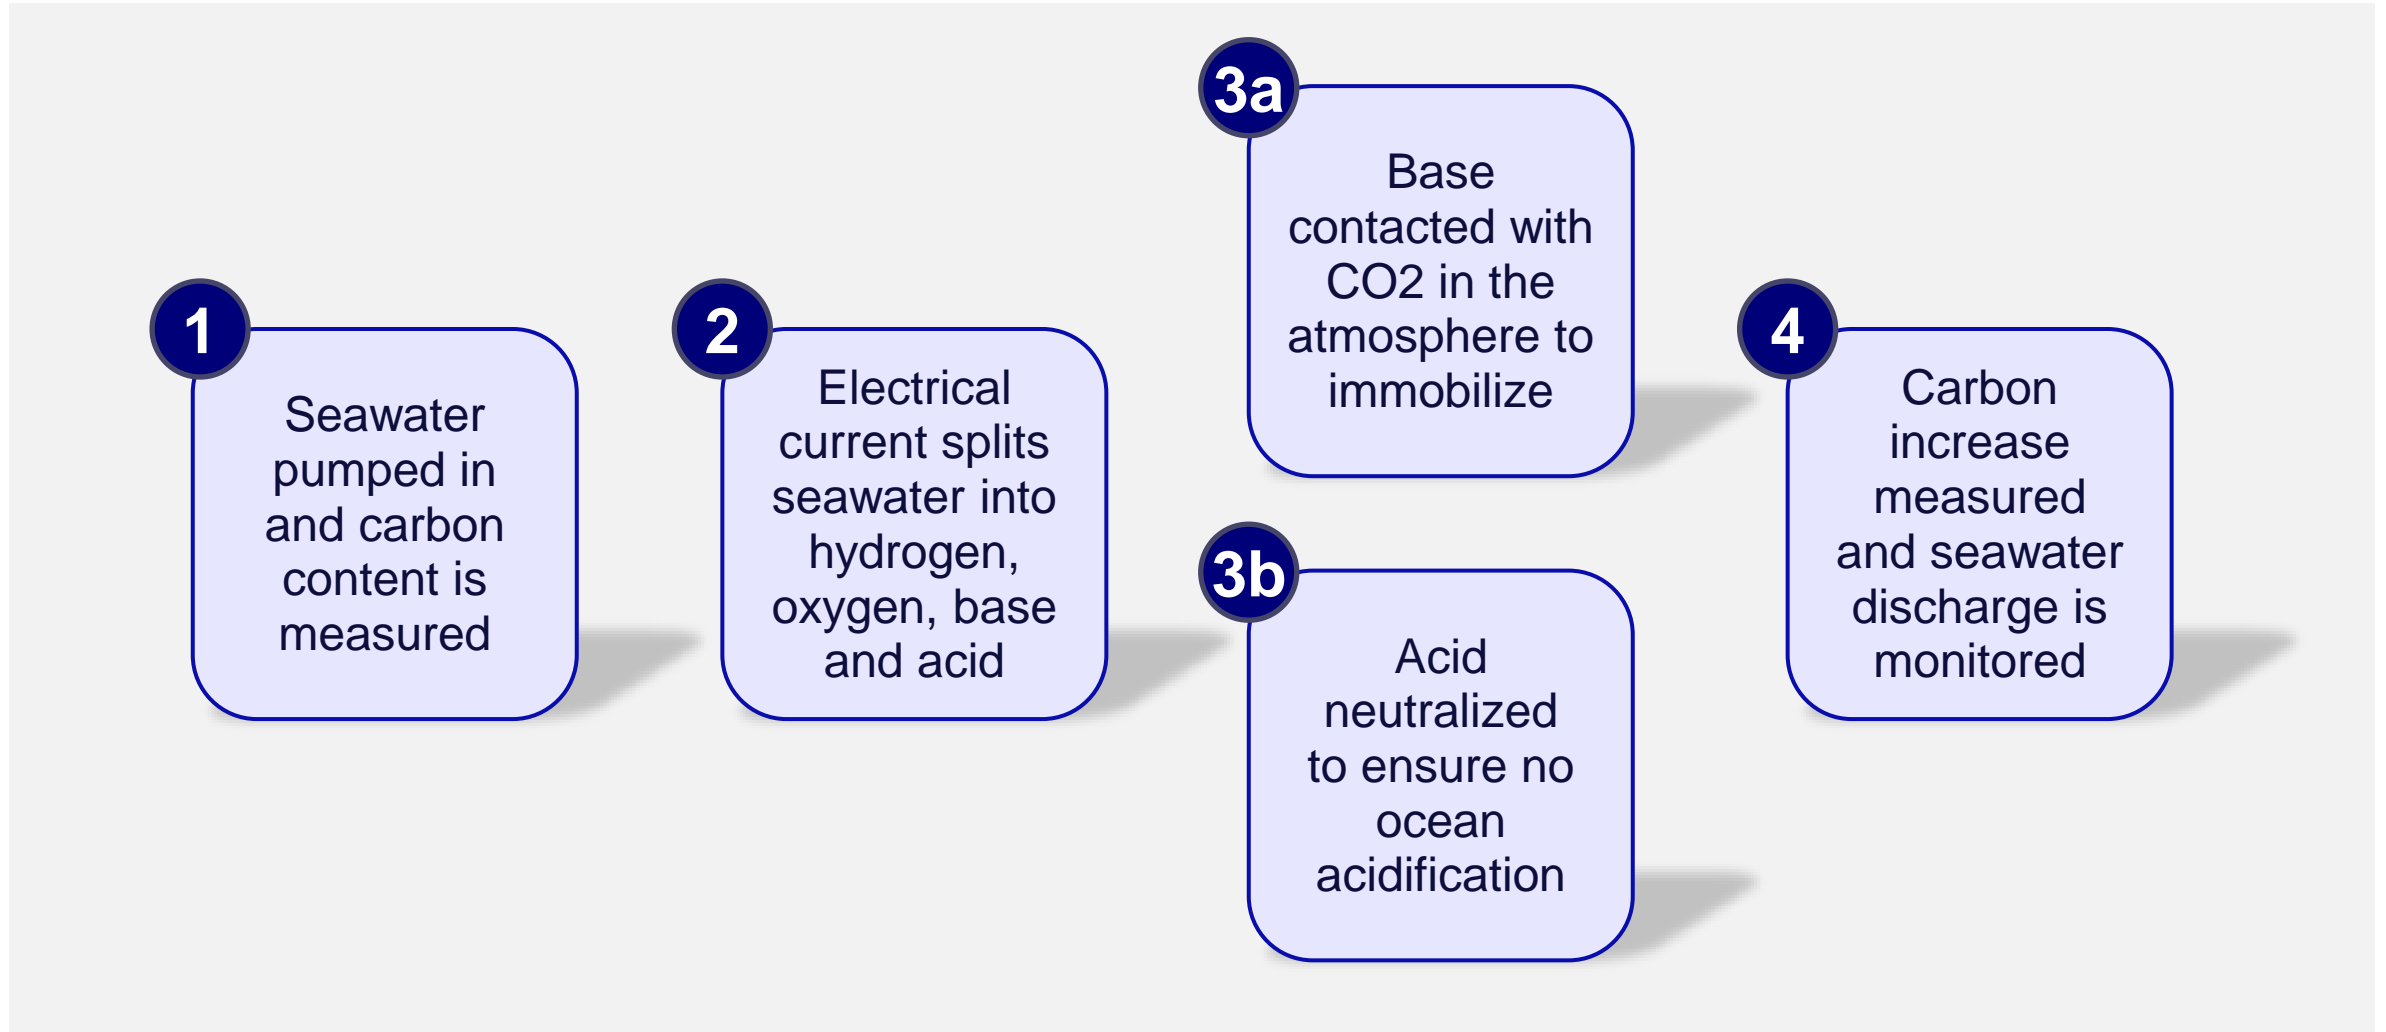 1
Seawater
pumped in
and carbon
content is
measured
2
Electrical
current splits
seawater into
hydrogen,
oxygen, base
and acid
3a
Base
contacted with
CO2 in the
atmosphere to
immobilize
3b
Acid
neutralized
to ensure no
ocean
acidification
4
Carbon
increase
measured
and seawater
discharge is
monitored